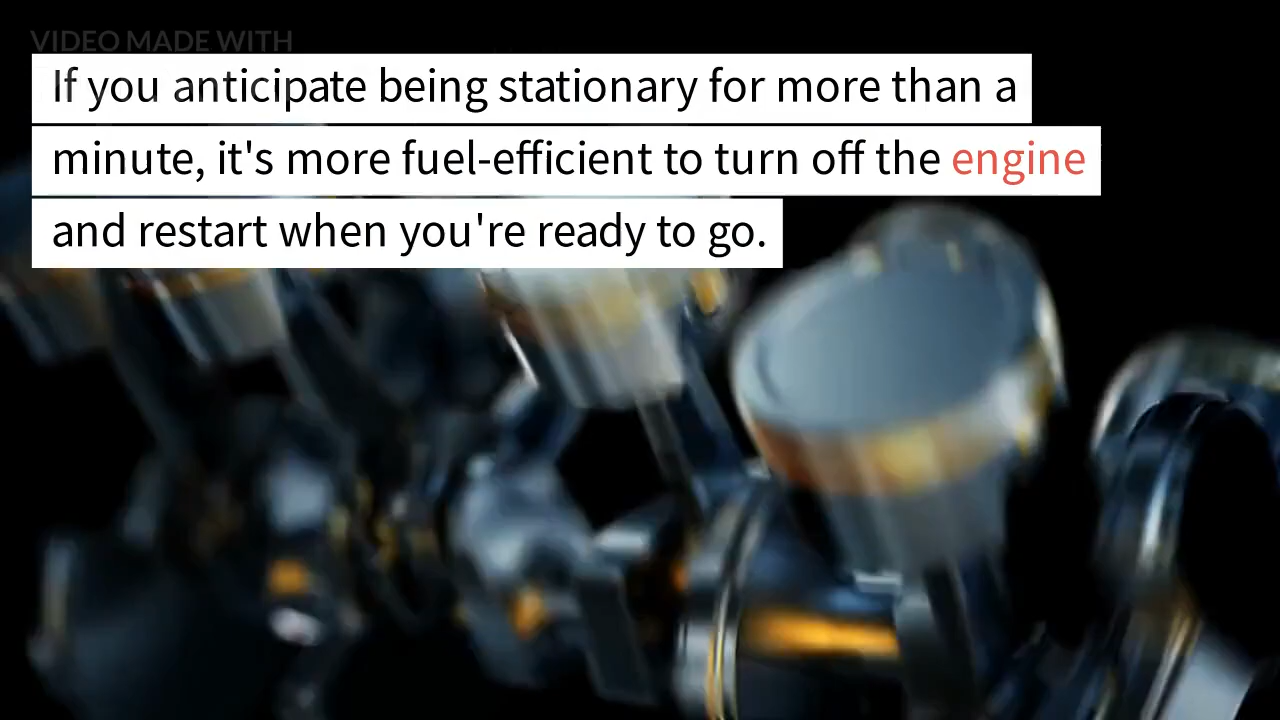 VIDEO MADE WITH
If you anticipate being stationary for more than a
minute, it's more fuel-efficient to turn off the engine
and restart when you're ready to go.